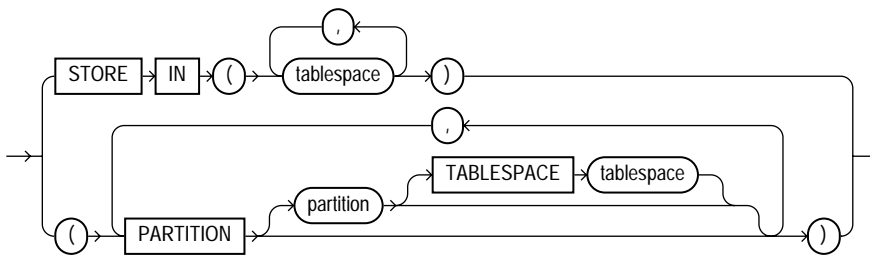 ,
STORE IN ( tablespace )
,
TABLESPACE tablespace
partition
( PARTITION )